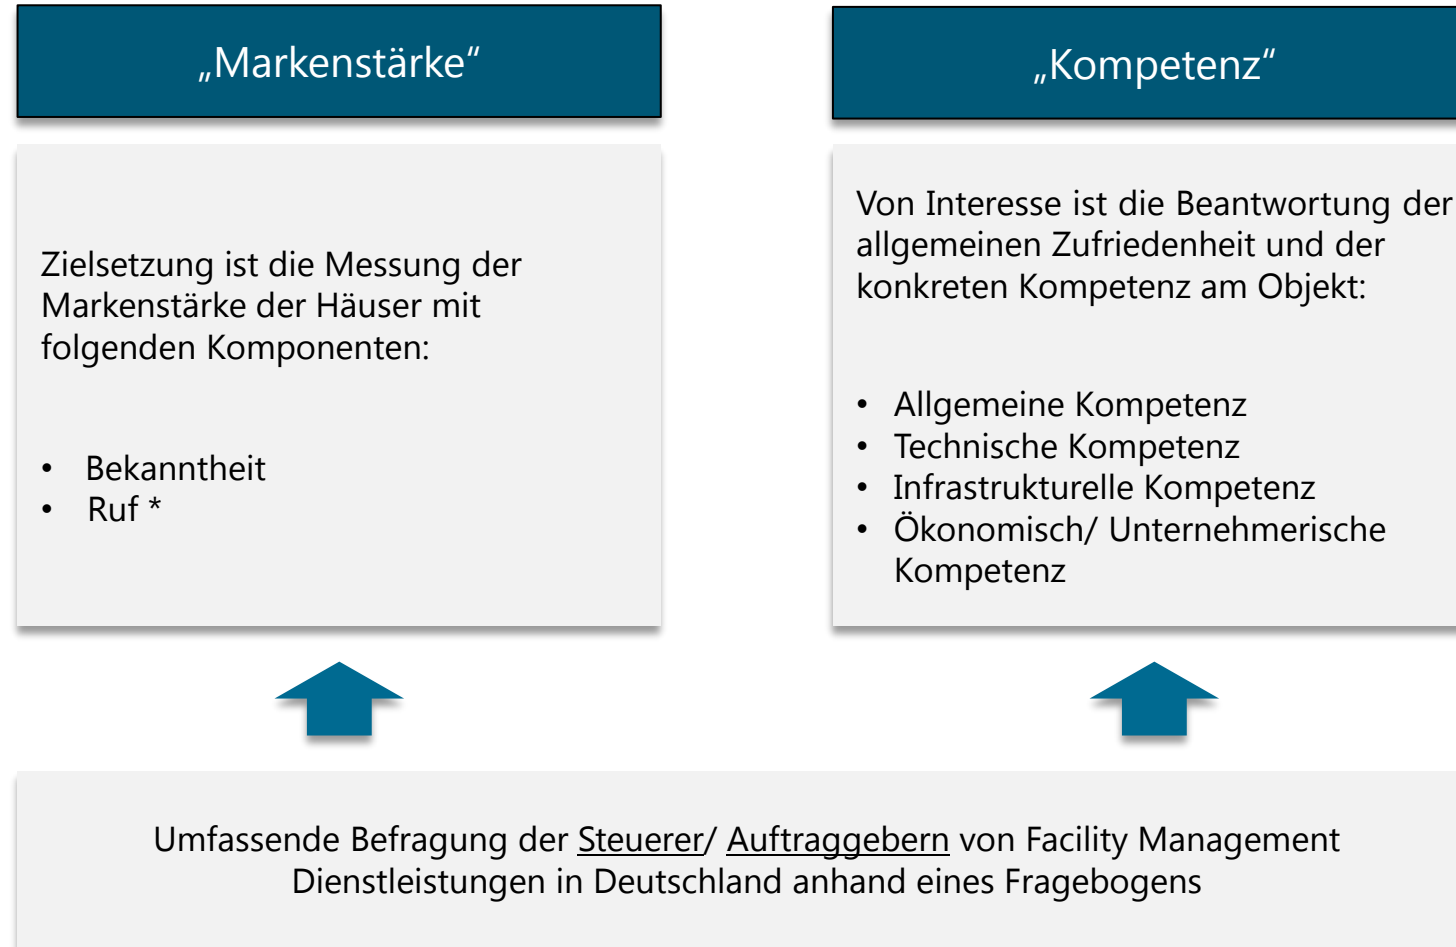 „Markenstärke“
Zielsetzung ist die Messung der
Markenstärke der Häuser mit
folgenden Komponenten:
• Bekanntheit
• Ruf *
„Kompetenz“
Von Interesse ist die Beantwortung der
allgemeinen Zufriedenheit und der
konkreten Kompetenz am Objekt:
• Allgemeine Kompetenz
• Technische Kompetenz
• Infrastrukturelle Kompetenz
• Ökonomisch/ Unternehmerische
Kompetenz
Umfassende Befragung der Steuerer/ Auftraggebern von Facility Management
Dienstleistungen in Deutschland anhand eines Fragebogens